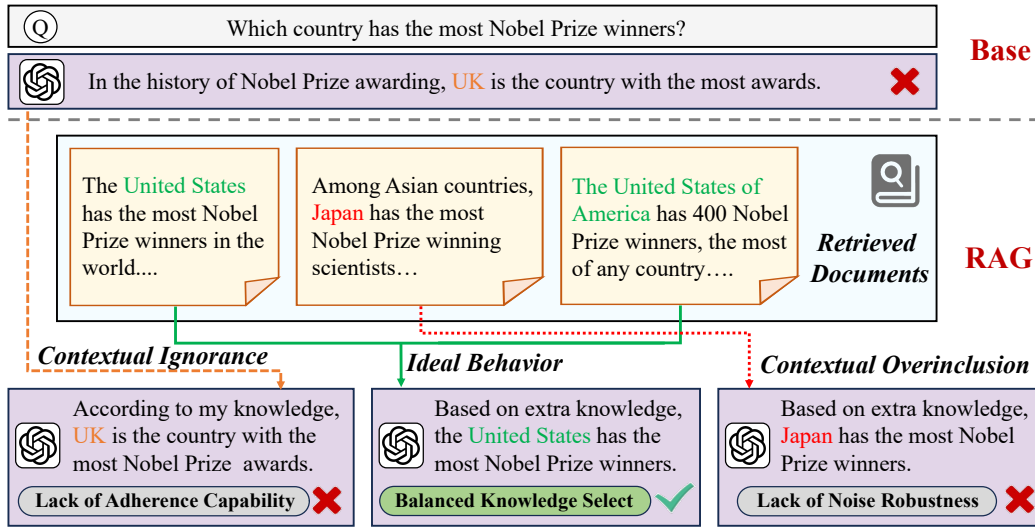 Q
Which country has the most Nobel Prize winners?
Base
In the history of Nobel Prize awarding, UK is the country with the most awards.
The United States
has the most Nobel
Prize winners in the
world....
Among Asian countries,
Japan has the most
Nobel Prize winning
scientists…
The United States of
America has 400 Nobel
Prize winners, the most
of any country….
Retrieved
Documents
RAG
Contextual Ignorance
Ideal Behavior
Contextual Overinclusion
According to my knowledge,
UK is the country with the
most Nobel Prize awards.
Lack of Adherence Capability
Based on extra knowledge,
the United States has the
most Nobel Prize winners.
Balanced Knowledge Select
Based on extra knowledge,
Japan has the most Nobel
Prize winners.
Lack of Noise Robustness